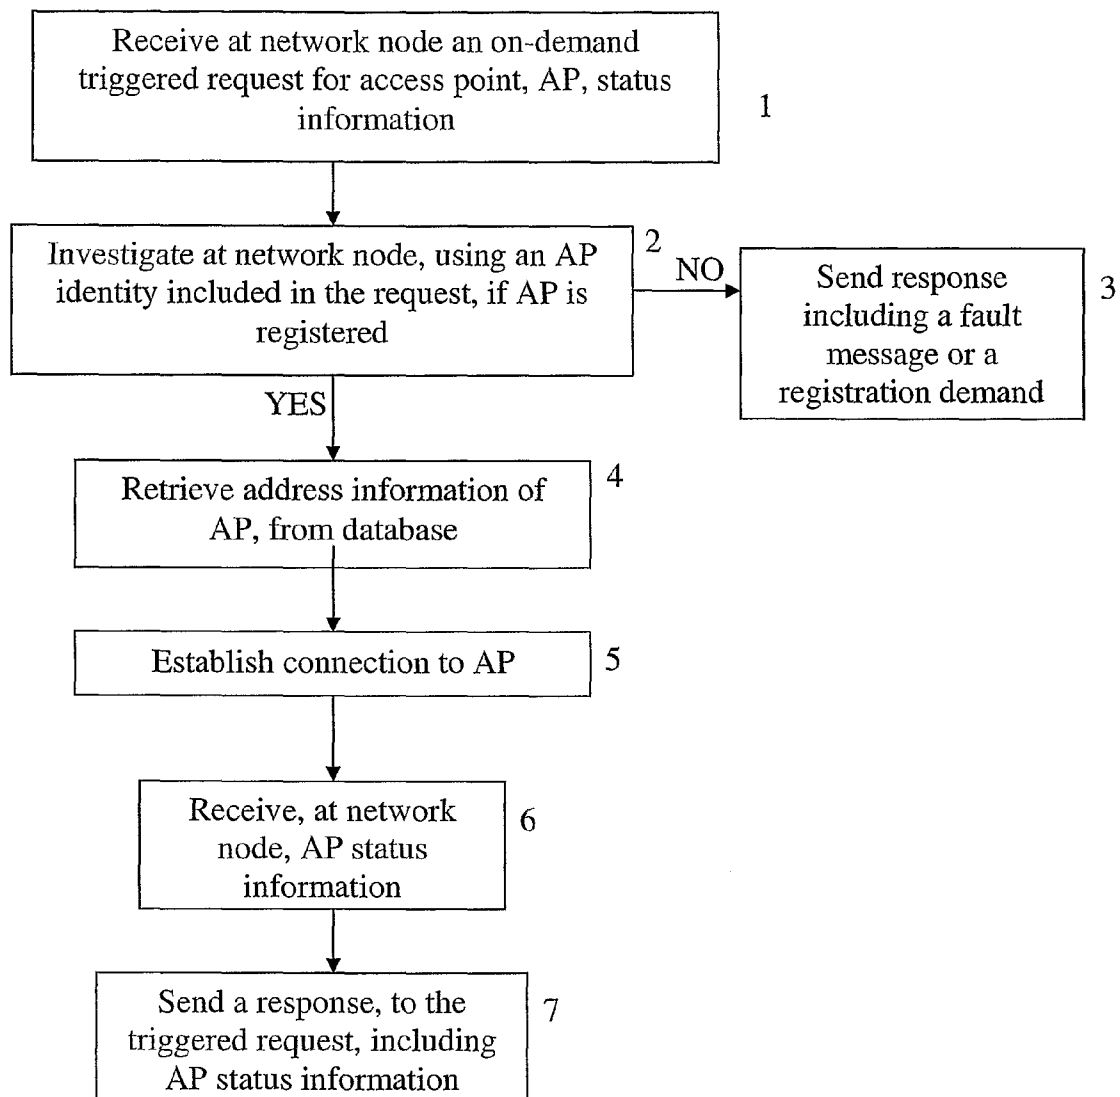 Receive at network node an on-demand
triggered request for access point, AP, status
information
1
Investigate at network node, using an AP
identity included in the request, if AP is
registered
2
NO
Send response
including a fault
message or a
registration demand
3
YES
Retrieve address information of
AP, from database
4
Establish connection to AP
5
Receive, at network
node, AP status
information
6
Send a response, to the
triggered request, including
AP status information
7